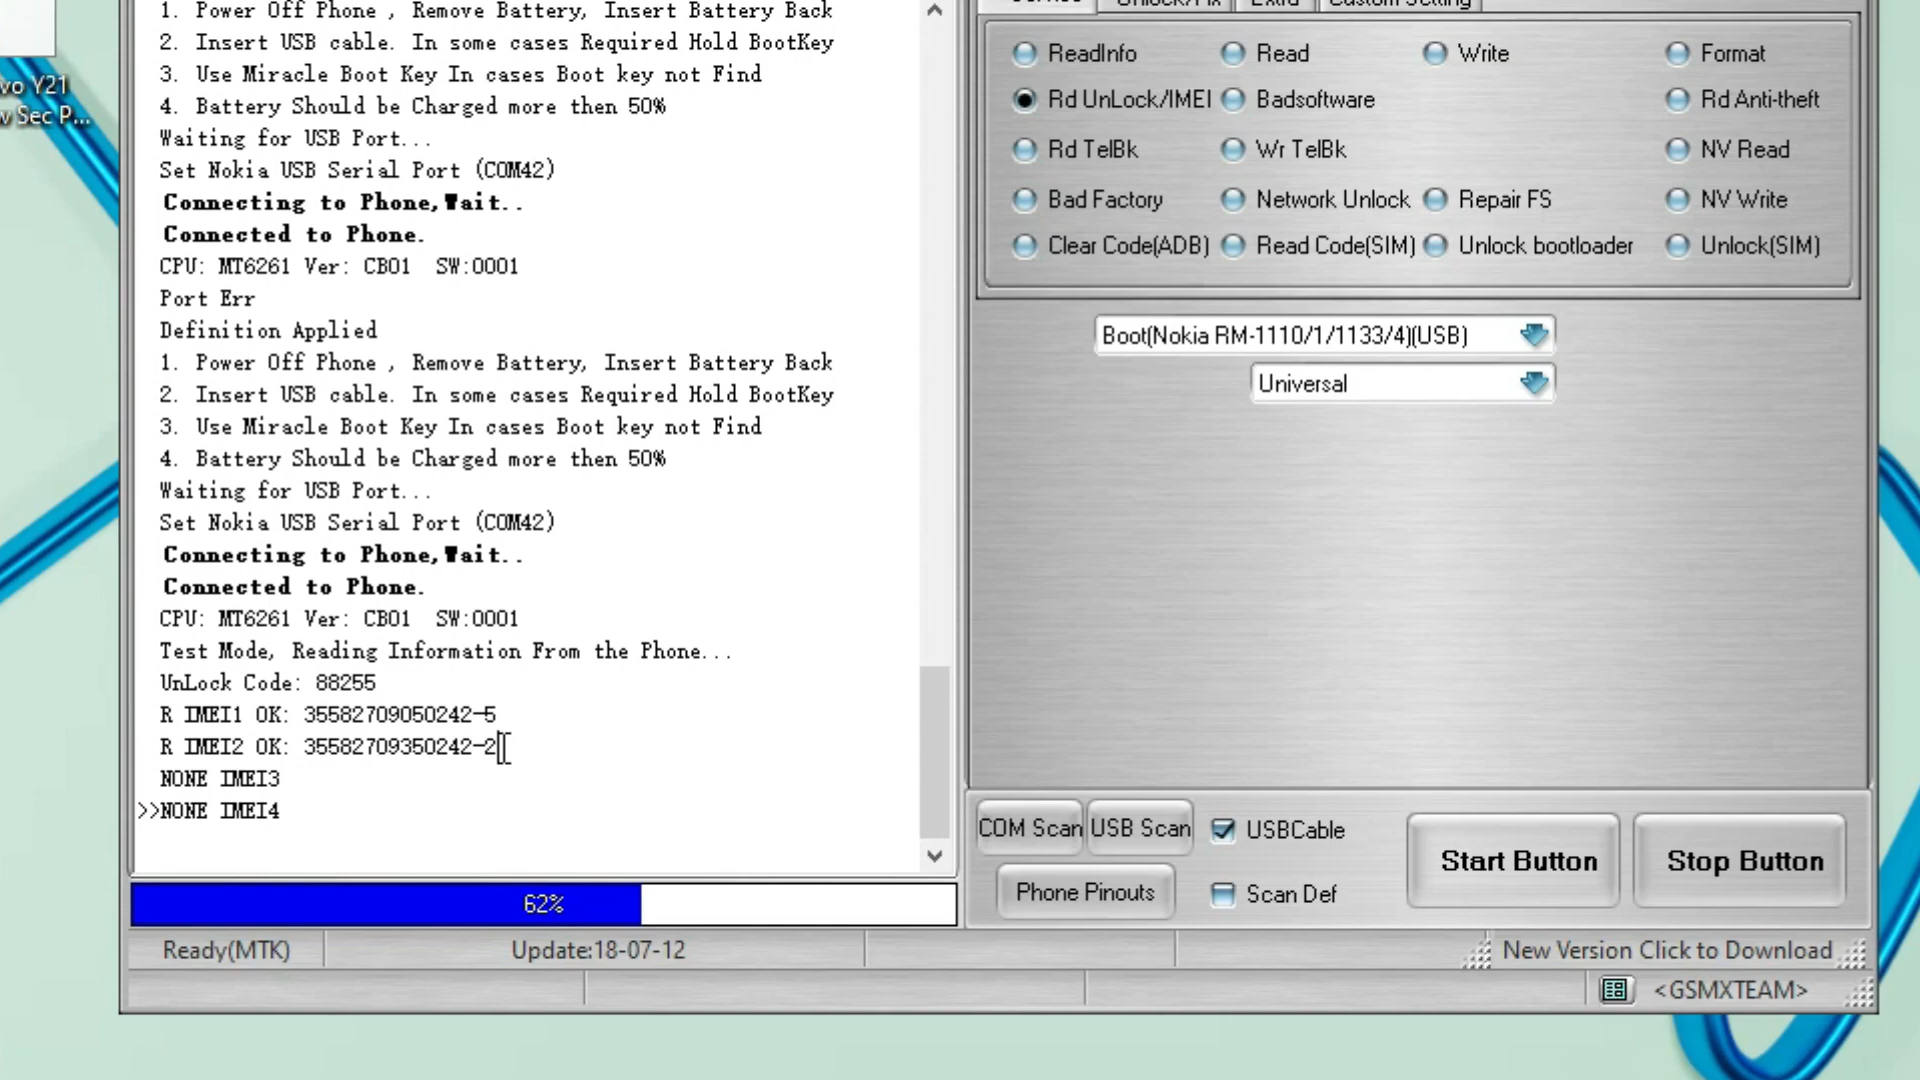 1. Power Off Phone , Remove Battery, Insert Battery Back
2. Insert USB cable. In some cases Required Hold BootKey
3. Use Miracle Boot Key In cases Boot key not Find
4. Battery Should be Charged more then 50%
Waiting for USB Port...
Set Nokia USB Serial Port (COM42)
Connecting to Phone,Wait..
Connected to Phone.
CPU: MT6261 Ver: CB01 SW:0001
Port Err
Definition Applied
1. Power Off Phone , Remove Battery, Insert Battery Back
2. Insert USB cable. In some cases Required Hold BootKey
3. Use Miracle Boot Key In cases Boot key not Find
4. Battery Should be Charged more then 50%
Waiting for USB Port...
Set Nokia USB Serial Port (COM42)
Connecting to Phone,Wait..
Connected to Phone.
CPU: MT6261 Ver: CB01 SW:0001
Test Mode, Reading Information From the Phone...
UnLock Code: 88255
R IMEI1 OK: 35582709050242-5
R IMEI2 OK: 35582709350242-2
NONE IMEI3
>>NONE IMEI4
62%
Ready(MTK) Update:18-07-12
vo Y21
w Sec P...
Unlock/Fix Extra Custom Setting
ReadInfo Read Write Format
Rd UnLock/IMEI Badsoftware Rd Anti-theft
Rd TelBk Wr TelBk NV Read
Bad Factory Network Unlock Repair FS NV Write
Clear Code(ADB) Read Code(SIM) Unlock bootloader Unlock(SIM)
Boot(Nokia RM-1110/1/1133/4)(USB)
Universal
COM Scan USB Scan USBCable
Phone Pinouts Scan Def
Start Button Stop Button
New Version Click to Download
<GSMXTEAM>